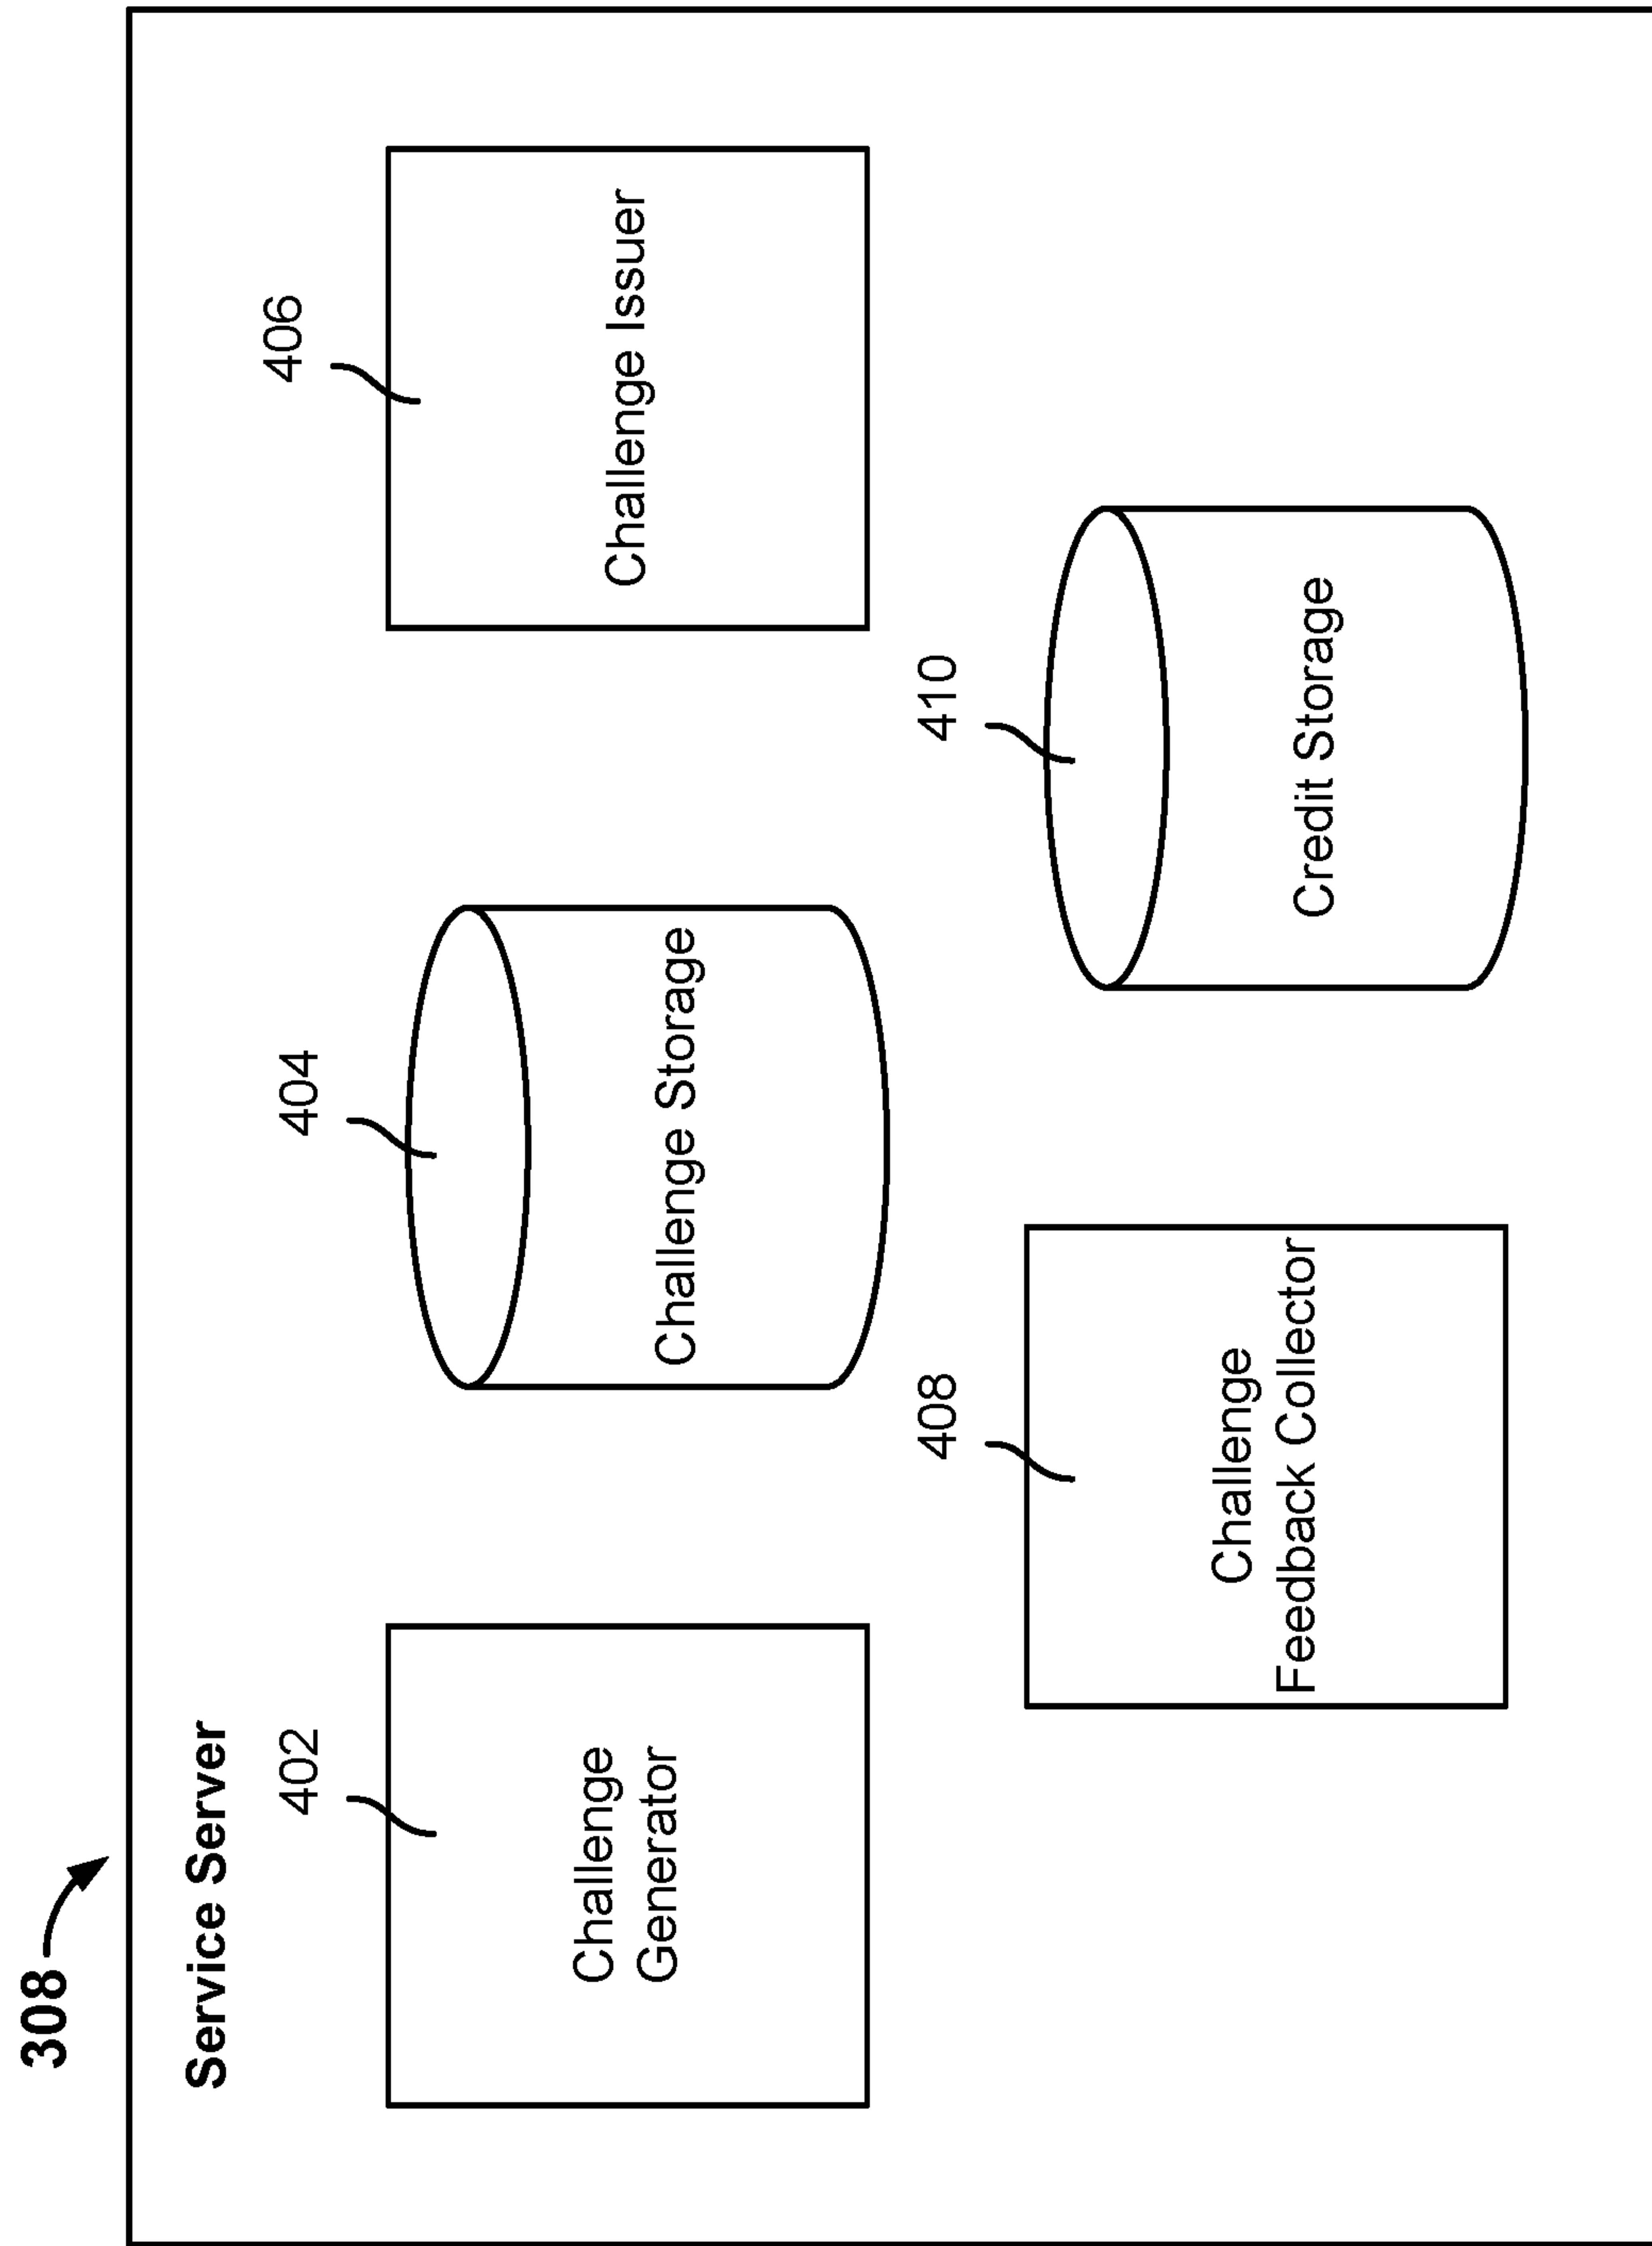 308
Service Server
402
Challenge
Generator
404
Challenge Storage
406
Challenge Issuer
408
Challenge
Feedback Collector
410
Credit Storage